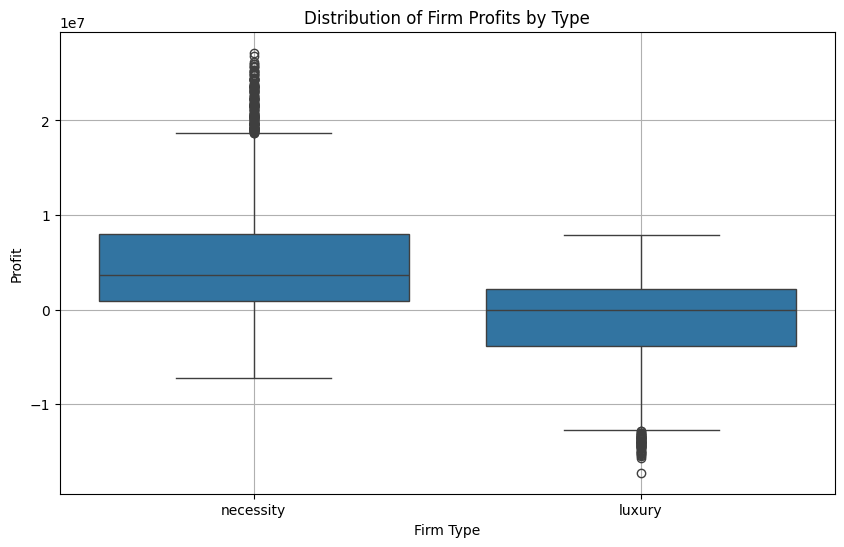 Distribution of Firm Profits by Type
1e7
2
1
0
−1
Profit
necessity
luxury
Firm Type